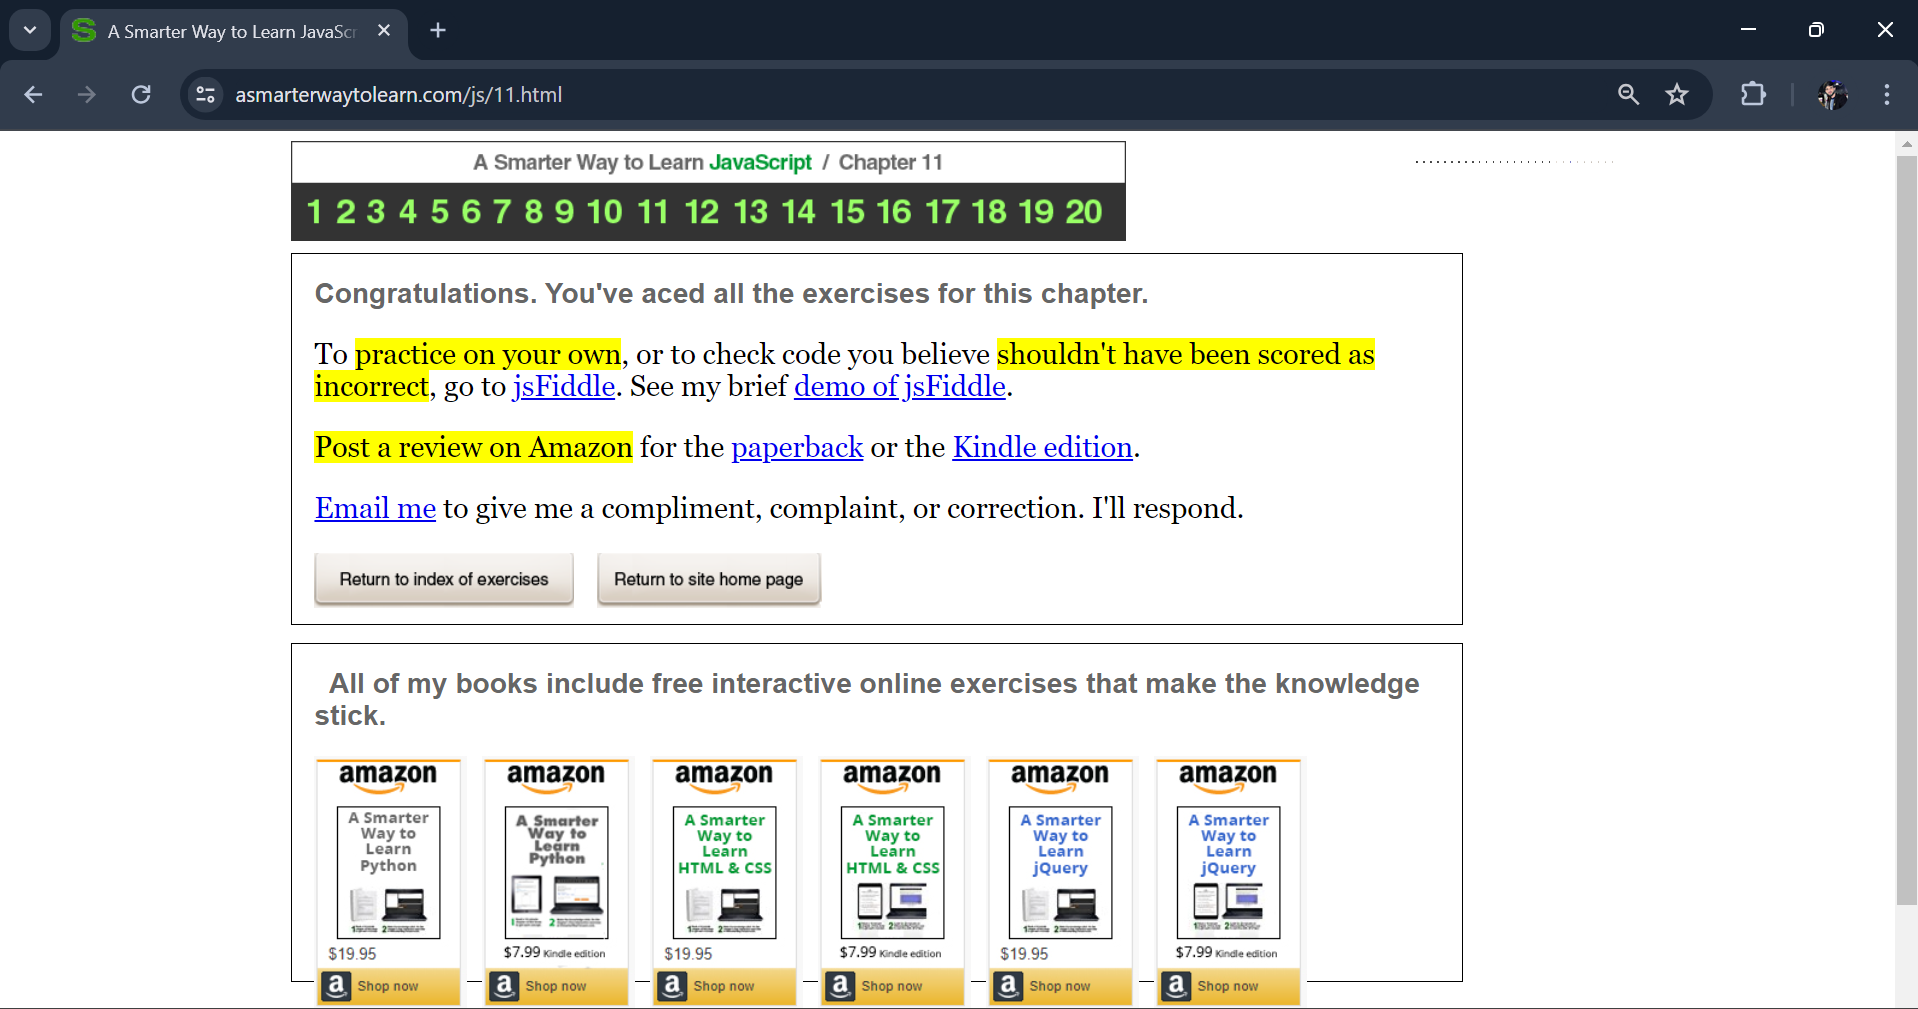 A Smarter Way to Learn JavaScr
asmarterwaytolearn.com/js/11.html
A Smarter Way to Learn JavaScript / Chapter 11
1 2 3 4 5 6 7 8 9 10 11 12 13 14 15 16 17 18 19 20
Congratulations. You've aced all the exercises for this chapter.
To practice on your own, or to check code you believe shouldn't have been scored as
incorrect, go to jsFiddle. See my brief demo of jsFiddle.
Post a review on Amazon for the paperback or the Kindle edition.
Email me to give me a compliment, complaint, or correction. I'll respond.
Return to index of exercises
Return to site home page
All of my books include free interactive online exercises that make the knowledge
stick.
amazon
A Smarter
Way to
Learn
Python
$19.95
a Shop now
amazon
A Smarter
Way to
Learn
Python
$7.99 Kindle edition
a Shop now
amazon
A Smarter
Way to
Learn
HTML & CSS
$19.95
a Shop now
amazon
A Smarter
Way to
Learn
HTML & CSS
$7.99 Kindle edition
a Shop now
amazon
A Smarter
Way to
Learn
jQuery
$19.95
a Shop now
amazon
A Smarter
Way to
Learn
jQuery
$7.99 Kindle edition
a Shop now